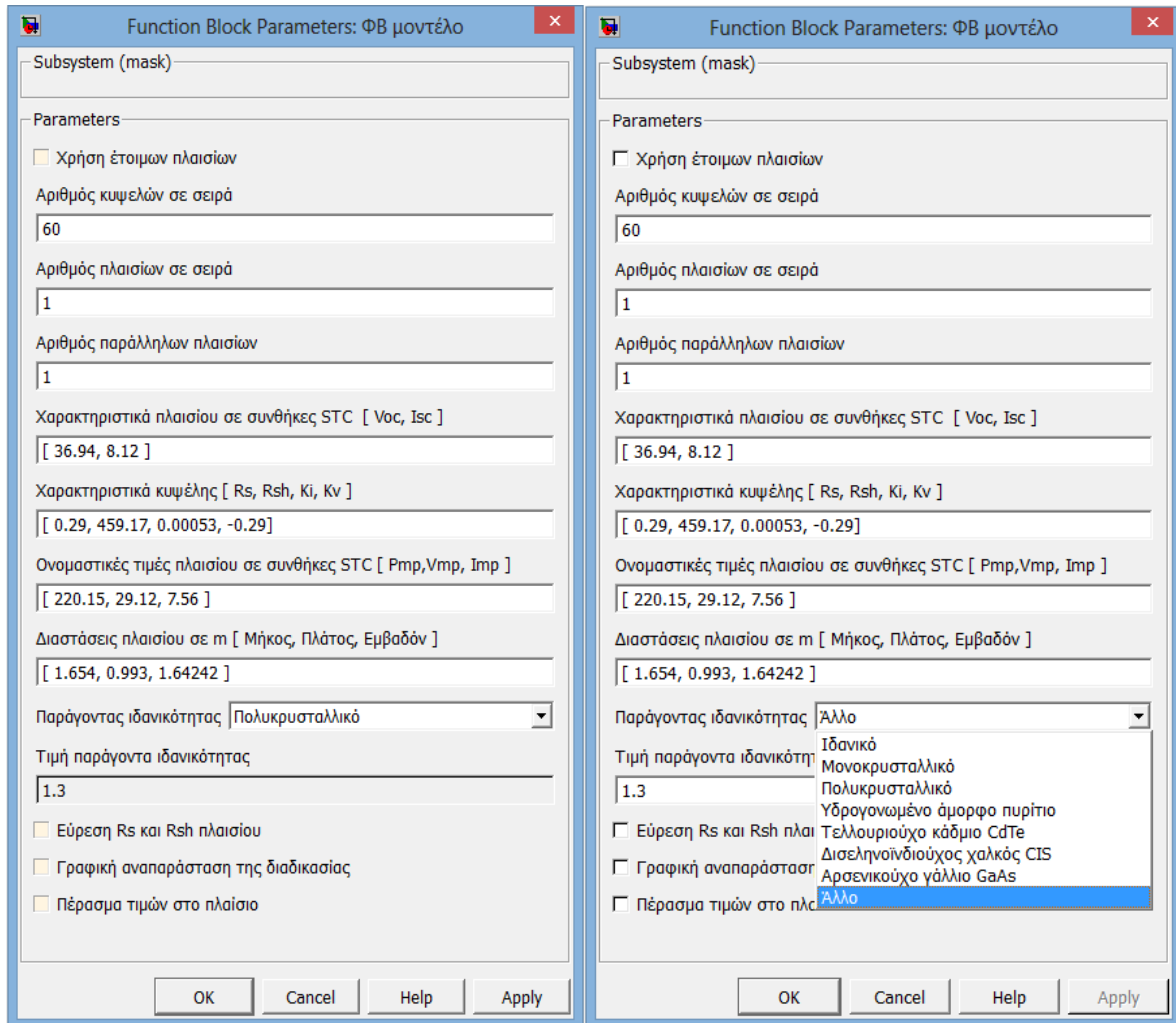 Function Block Parameters: ΦΒ μοντέλο
Subsystem (mask)
Parameters
Χρήση έτοιμων πλαισίων
Αριθμός κυψελών σε σειρά
60
Αριθμός πλαισίων σε σειρά
1
Αριθμός παράλληλων πλαισίων
1
Χαρακτηριστικά πλαισίου σε συνθήκες STC [ Voc, Isc ]
[ 36.94, 8.12 ]
Χαρακτηριστικά κυψέλης [ Rs, Rsh, Ki, Kv ]
[ 0.29, 459.17, 0.00053, -0.29]
Ονομαστικές τιμές πλαισίου σε συνθήκες STC [ Pmp,Vmp, Imp ]
[ 220.15, 29.12, 7.56 ]
Διαστάσεις πλαισίου σε m [ Μήκος, Πλάτος, Εμβαδόν ]
[ 1.654, 0.993, 1.64242 ]
Παράγοντας ιδανικότητας Πολυκρυσταλλικό
Τιμή παράγοντα ιδανικότητας
1.3
Εύρεση Rs και Rsh πλαισίου
Γραφική αναπαράσταση της διαδικασίας
Πέρασμα τιμών στο πλαίσιο
OK Cancel Help Apply
Function Block Parameters: ΦΒ μοντέλο
Subsystem (mask)
Parameters
Χρήση έτοιμων πλαισίων
Αριθμός κυψελών σε σειρά
60
Αριθμός πλαισίων σε σειρά
1
Αριθμός παράλληλων πλαισίων
1
Χαρακτηριστικά πλαισίου σε συνθήκες STC [ Voc, Isc ]
[ 36.94, 8.12 ]
Χαρακτηριστικά κυψέλης [ Rs, Rsh, Ki, Kv ]
[ 0.29, 459.17, 0.00053, -0.29]
Ονομαστικές τιμές πλαισίου σε συνθήκες STC [ Pmp,Vmp, Imp ]
[ 220.15, 29.12, 7.56 ]
Διαστάσεις πλαισίου σε m [ Μήκος, Πλάτος, Εμβαδόν ]
[ 1.654, 0.993, 1.64242 ]
Παράγοντας ιδανικότητας Άλλο
Ιδανικό
Μονοκρυσταλλικό
Πολυκρυσταλλικό
Υδρογονωμένο άμορφο πυρίτιο
Τελλουριούχο κάδμιο CdTe
Δισεληνοϊνδιούχος χαλκός CIS
Αρσενικούχο γάλλιο GaAs
Άλλο
Τιμή παράγοντα ιδανικότη
1.3
Εύρεση Rs και Rsh πλαι
Γραφική αναπαράστασ
Πέρασμα τιμών στο πλα
OK Cancel Help Apply